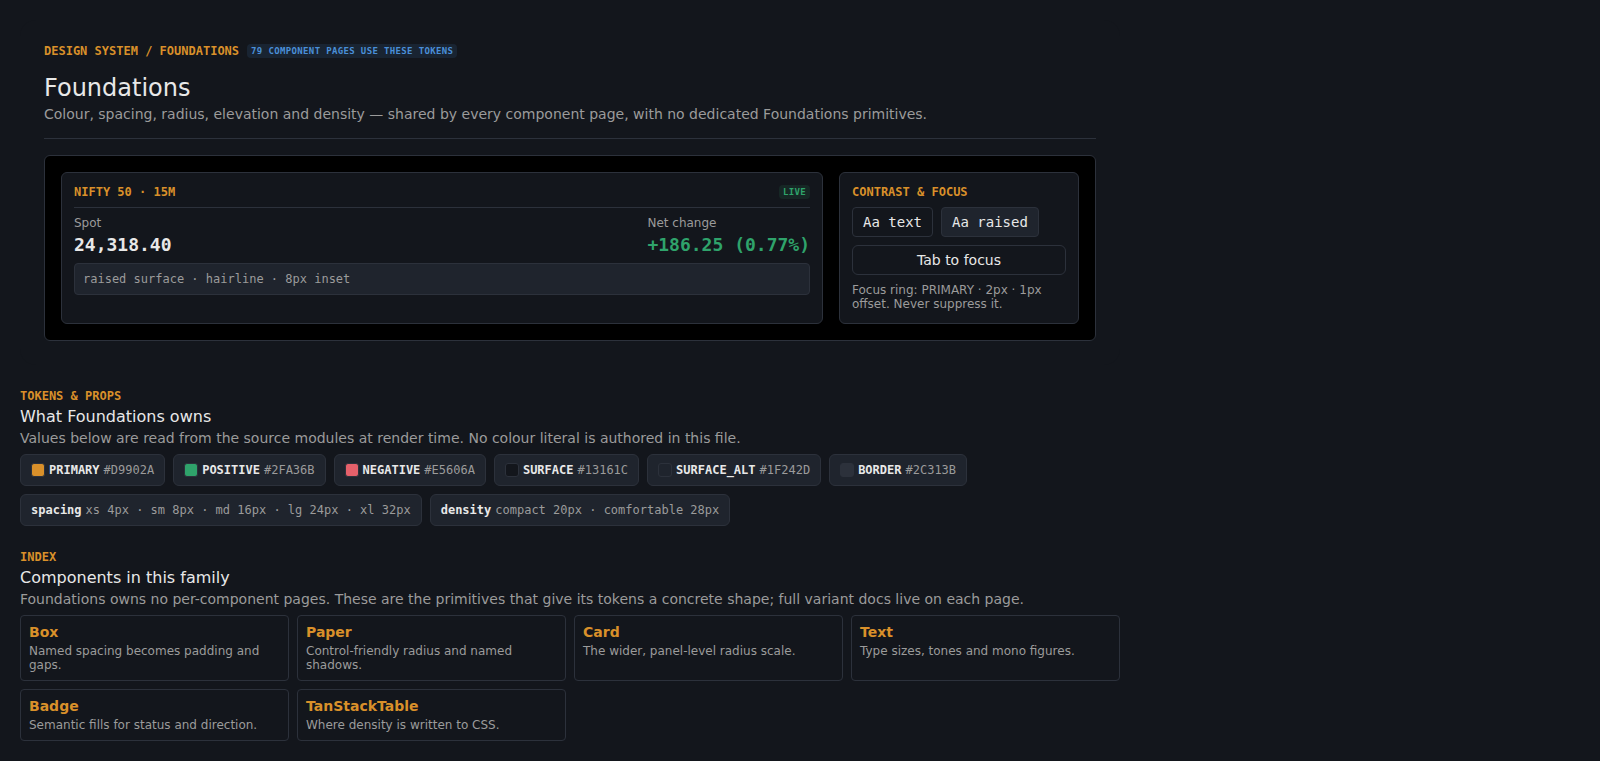 DESIGN SYSTEM / FOUNDATIONS 79 COMPONENT PAGES USE THESE TOKENS
Foundations
Colour, spacing, radius, elevation and density — shared by every component page, with no dedicated Foundations primitives.
NIFTY 50 · 15M LIVE
Spot Net change
24,318.40 +186.25 (0.77%)
raised surface · hairline · 8px inset
CONTRAST & FOCUS
Aa text Aa raised
Tab to focus
Focus ring: PRIMARY · 2px · 1px
offset. Never suppress it.
TOKENS & PROPS
What Foundations owns
Values below are read from the source modules at render time. No colour literal is authored in this file.
PRIMARY #D9902A POSITIVE #2FA36B NEGATIVE #E5606A SURFACE #13161C SURFACE_ALT #1F242D BORDER #2C313B
spacing xs 4px · sm 8px · md 16px · lg 24px · xl 32px density compact 20px · comfortable 28px
INDEX
Components in this family
Foundations owns no per-component pages. These are the primitives that give its tokens a concrete shape; full variant docs live on each page.
Box
Named spacing becomes padding and
gaps.
Paper
Control-friendly radius and named
shadows.
Card
The wider, panel-level radius scale.
Text
Type sizes, tones and mono figures.
Badge
Semantic fills for status and direction.
TanStackTable
Where density is written to CSS.